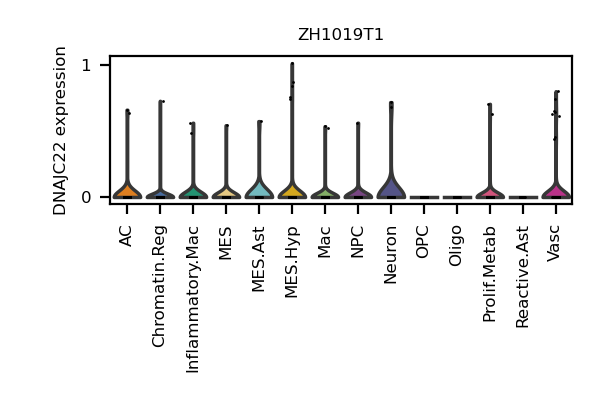 ZH1019T1
DNAJC22 expression
1
0
AC
Chromatin.Reg
Inflammatory.Mac
MES
MES.Ast
MES.Hyp
Mac
NPC
Neuron
OPC
Oligo
Prolif.Metab
Reactive.Ast
Vasc